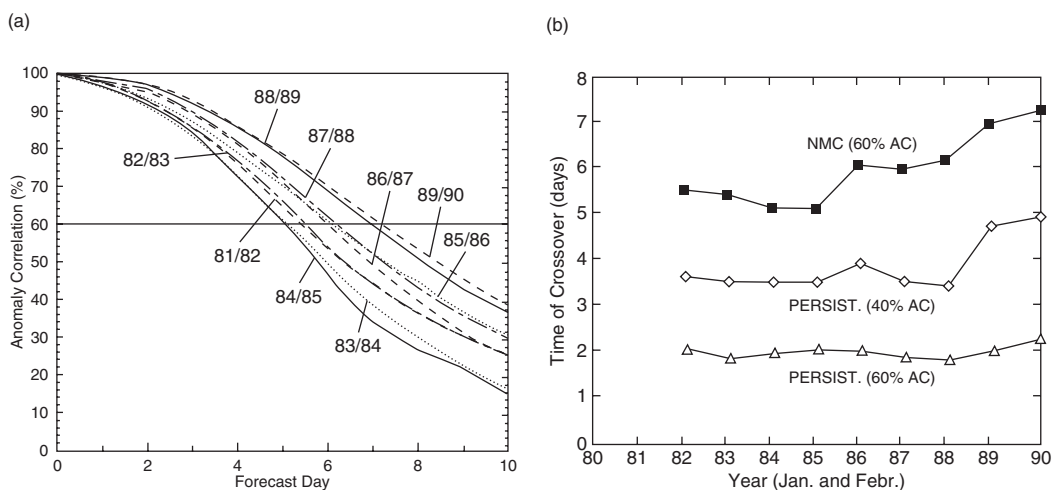 (a)
Anomaly Correlation (%)
100
90
80
70
60
50
40
30
20
10
0
0 2 4 6 8 10
Forecast Day
88/89
87/88
82/83
86/87
89/90
81/82
85/86
84/85
83/84
(b)
Time of Crossover (days)
8
7
6
5
4
3
2
1
0
80 81 82 83 84 85 86 87 88 89 90
Year (Jan. and Febr.)
NMC (60% AC)
PERSIST. (40% AC)
PERSIST. (60% AC)